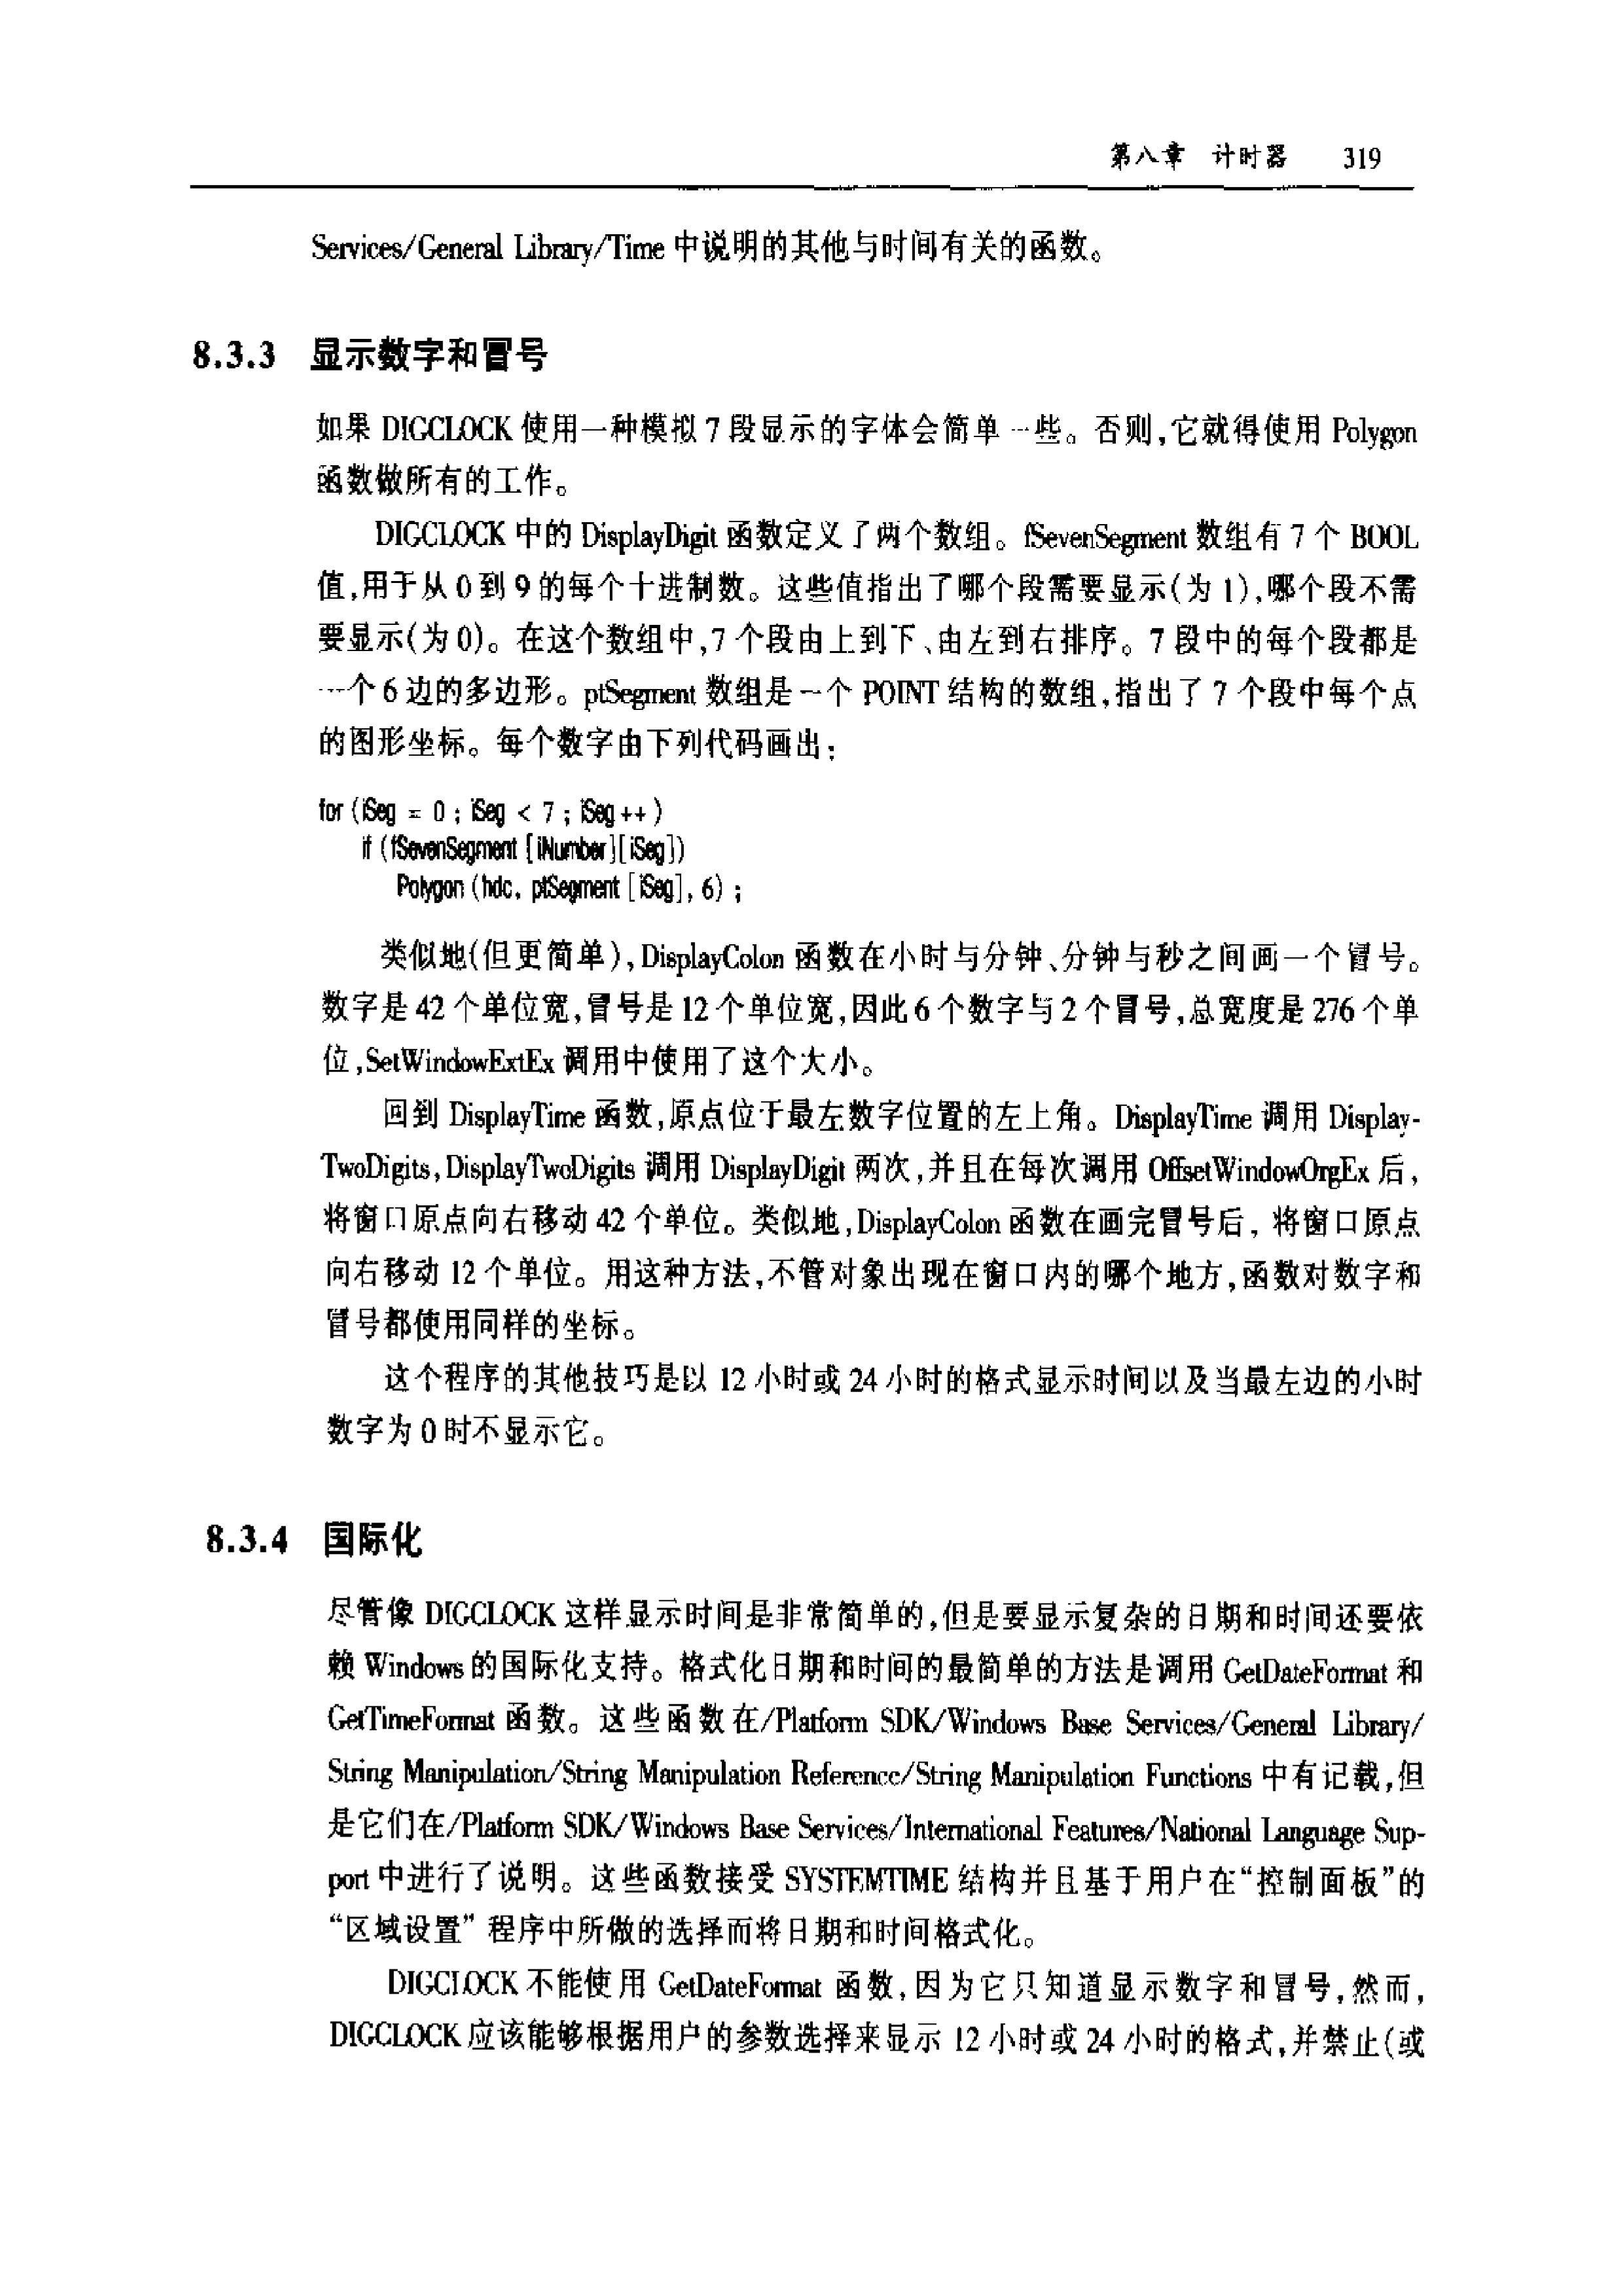 第八章 计时器 319
Services/General Library/Time 中说明的其他与时间有关的函数。
8.3.3 显示数字和冒号
如果 DIGCLOCK 使用一种模拟 7 段显示的字体会简单一些。否则,它就得使用 Polygon
函数做所有的工作。
DIGCLOCK 中的 DisplayDigit 函数定义了两个数组。fSevenSegment 数组有 7 个 BOOL
值,用于从 0 到 9 的每个十进制数。这些值指出了哪个段需要显示(为 1),哪个段不需
要显示(为 0)。在这个数组中,7 个段由上到下、由左到右排序。7 段中的每个段都是
一个 6 边的多边形。ptSegment 数组是一个 POINT 结构的数组,指出了 7 个段中每个点
的图形坐标。每个数字由下列代码画出:
for (iSeg = 0 ; iSeg < 7 ; iSeg ++ )
if (fSevenSegment [iNumber][iSeg])
Polygon (hdc, ptSegment [iSeg], 6) ;
类似地(但更简单),DisplayColon 函数在小时与分钟、分钟与秒之间画一个冒号。
数字是 42 个单位宽,冒号是 12 个单位宽,因此 6 个数字与 2 个冒号,总宽度是 276 个单
位,SetWindowExtEx 调用中使用了这个大小。
回到 DisplayTime 函数,原点位于最左数字位置的左上角。DisplayTime 调用 Display-
TwoDigits,DisplayTwoDigits 调用 DisplayDigit 两次,并且在每次调用 OffsetWindowOrgEx 后,
将窗口原点向右移动 42 个单位。类似地,DisplayColon 函数在画完冒号后, 将窗口原点
向右移动 12 个单位。用这种方法,不管对象出现在窗口内的哪个地方,函数对数字和
冒号都使用同样的坐标。
这个程序的其他技巧是以 12 小时或 24 小时的格式显示时间以及当最左边的小时
数字为 0 时不显示它。
8.3.4 国际化
尽管像 DIGCLOCK 这样显示时间是非常简单的,但是要显示复杂的日期和时间还要依
赖 Windows 的国际化支持。格式化日期和时间的最简单的方法是调用 GetDateFormat 和
GetTimeFormat 函数。这些函数在/Platform SDK/Windows Base Services/General Library/
String Manipulation/String Manipulation Reference/String Manipulation Functions 中有记载,但
是它们在/Platform SDK/Windows Base Services/International Features/National Language Sup-
port 中进行了说明。这些函数接受 SYSTEMTIME 结构并且基于用户在“控制面板”的
“区域设置” 程序中所做的选择而将日期和时间格式化。
DIGCLOCK 不能使用 GetDateFormat 函数,因为它只知道显示数字和冒号,然而,
DIGCLOCK 应该能够根据用户的参数选择来显示 12 小时或 24 小时的格式,并禁止(或